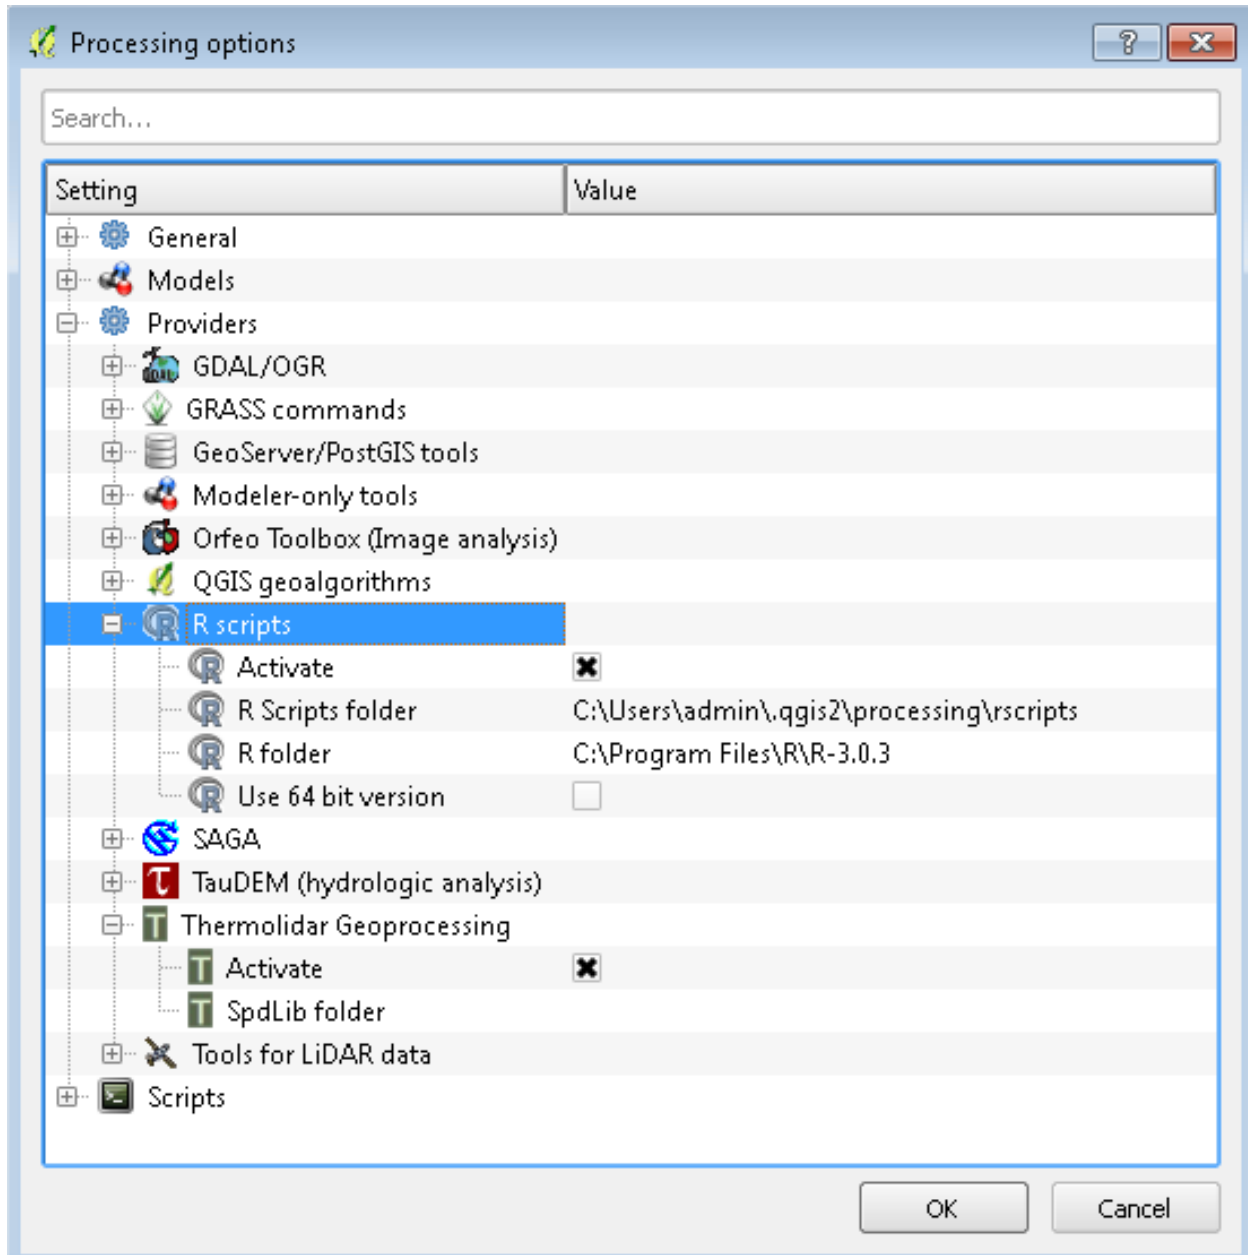 Processing options
Search...
Setting Value
General
Models
Providers
GDAL/OGR
GRASS commands
GeoServer/PostGIS tools
Modeler-only tools
Orfeo Toolbox (Image analysis)
QGIS geoalgorithms
R scripts
Activate
R Scripts folder C:\Users\admin\.qgis2\processing\rscripts
R folder C:\Program Files\R\R-3.0.3
Use 64 bit version
SAGA
TauDEM (hydrologic analysis)
Thermolidar Geoprocessing
Activate
SpdLib folder
Tools for LiDAR data
Scripts
OK Cancel